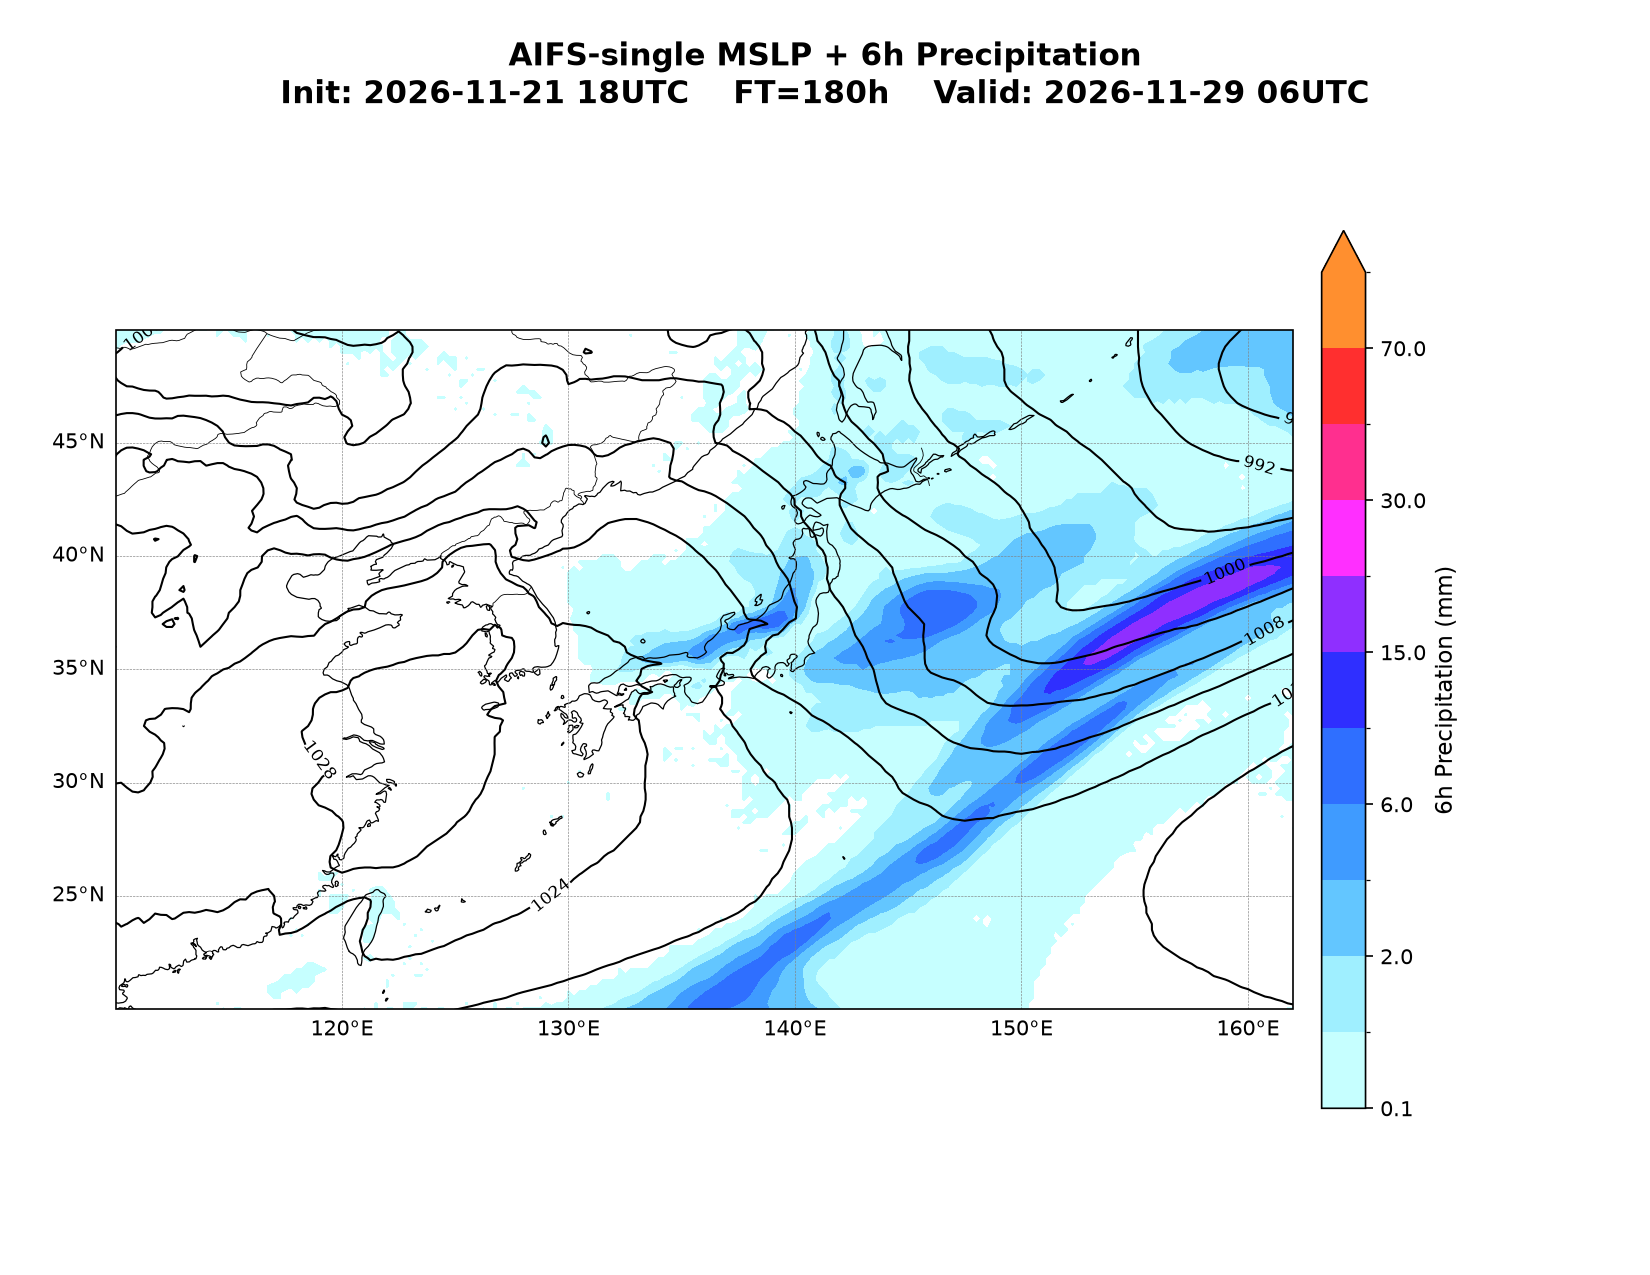 AIFS-single MSLP + 6h Precipitation
Init: 2026-11-21 18UTC    FT=180h    Valid: 2026-11-29 06UTC
70.0
30.0
15.0
6.0
2.0
0.1
6h Precipitation (mm)
45°N
40°N
35°N
30°N
25°N
120°E
130°E
140°E
150°E
160°E
992
1000
1008
1028
1024